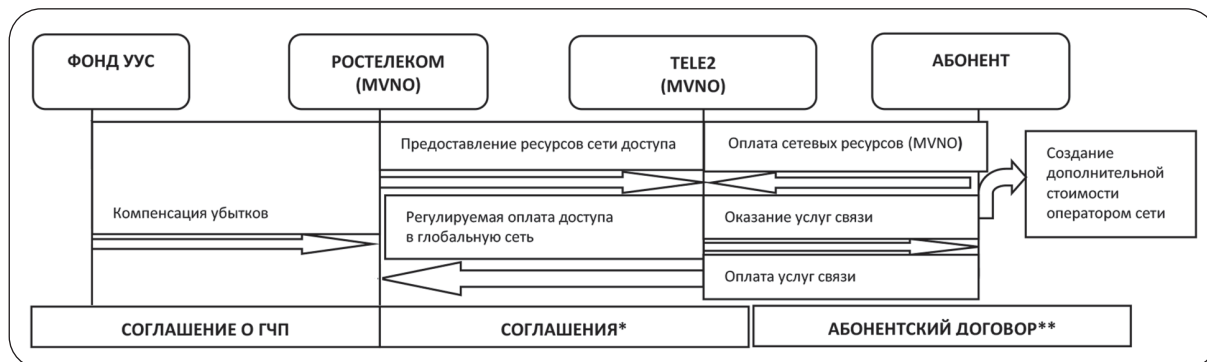 ФОНД УУС
РОСТЕЛЕКОМ
(MVNO)
TELE2
(MVNO)
АБОНЕНТ
Предоставление ресурсов сети доступа
Оплата сетевых ресурсов (MVNO)
Создание
дополнительной
стоимости
оператором сети
Компенсация убытков
Регулируемая оплата доступа
в глобальную сеть
Оказание услуг связи
Оплата услуг связи
СОГЛАШЕНИЕ О ГЧП
СОГЛАШЕНИЯ*
АБОНЕНТСКИЙ ДОГОВОР**